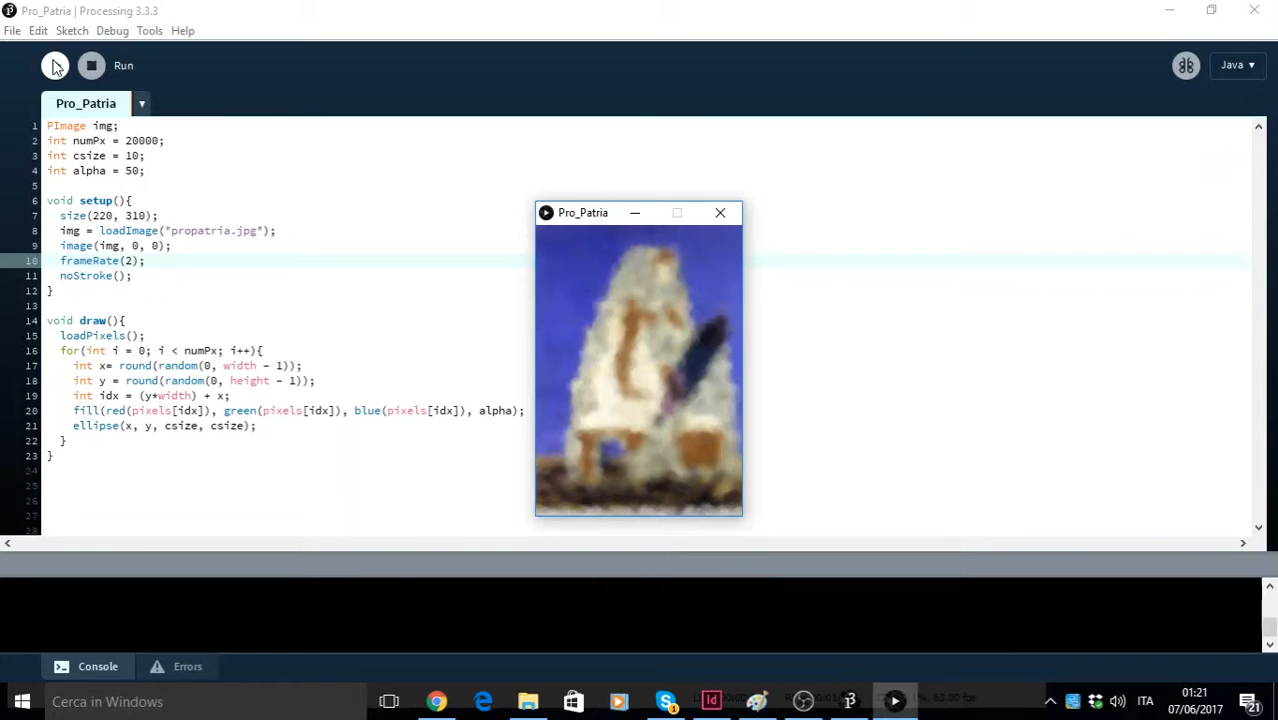 Pro_Patria | Processing 3.3.3
File Edit Sketch Debug Tools Help
Run
Java ▾
Pro_Patria ▾
1 PImage img;
2 int numPx = 20000;
3 int csize = 10;
4 int alpha = 50;
5
6 void setup(){
7 size(220, 310);
8 img = loadImage("propatria.jpg");
9 image(img, 0, 0);
10 frameRate(2);
11 noStroke();
12 }
13
14 void draw(){
15 loadPixels();
16 for(int i = 0; i < numPx; i++){
17 int x= round(random(0, width - 1));
18 int y = round(random(0, height - 1));
19 int idx = (y*width) + x;
20 fill(red(pixels[idx]), green(pixels[idx]), blue(pixels[idx]), alpha);
21 ellipse(x, y, csize, csize);
22 }
23 }
24
25
26
27
28
Pro_Patria
Console Errors
Cerca in Windows
ITA
01:21
07/06/2017
21